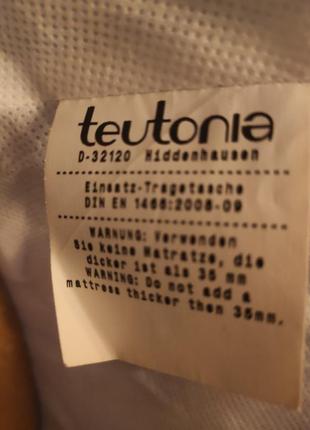 teutonia
D-32120 Hiddenhausen
Einsatz-Tragetasche
DIN EN 1466:2008-09
WARNUNG: Verwenden
Sie keine Matratze, die
dicker ist als 35 mm
WARNING: Do not add a
mattress thicker then 35mm.